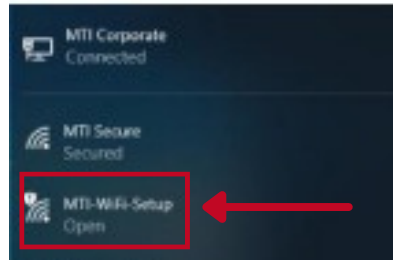 MTI Corporate
Connected
MTI Secure
Secured
MTI-WiFi-Setup
Open